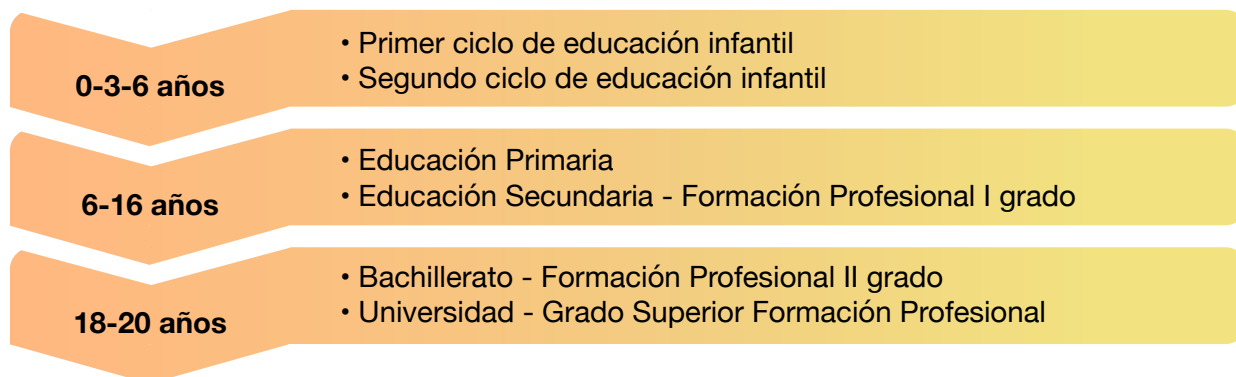 0-3-6 años
• Primer ciclo de educación infantil
• Segundo ciclo de educación infantil
6-16 años
• Educación Primaria
• Educación Secundaria - Formación Profesional I grado
18-20 años
• Bachillerato - Formación Profesional II grado
• Universidad - Grado Superior Formación Profesional